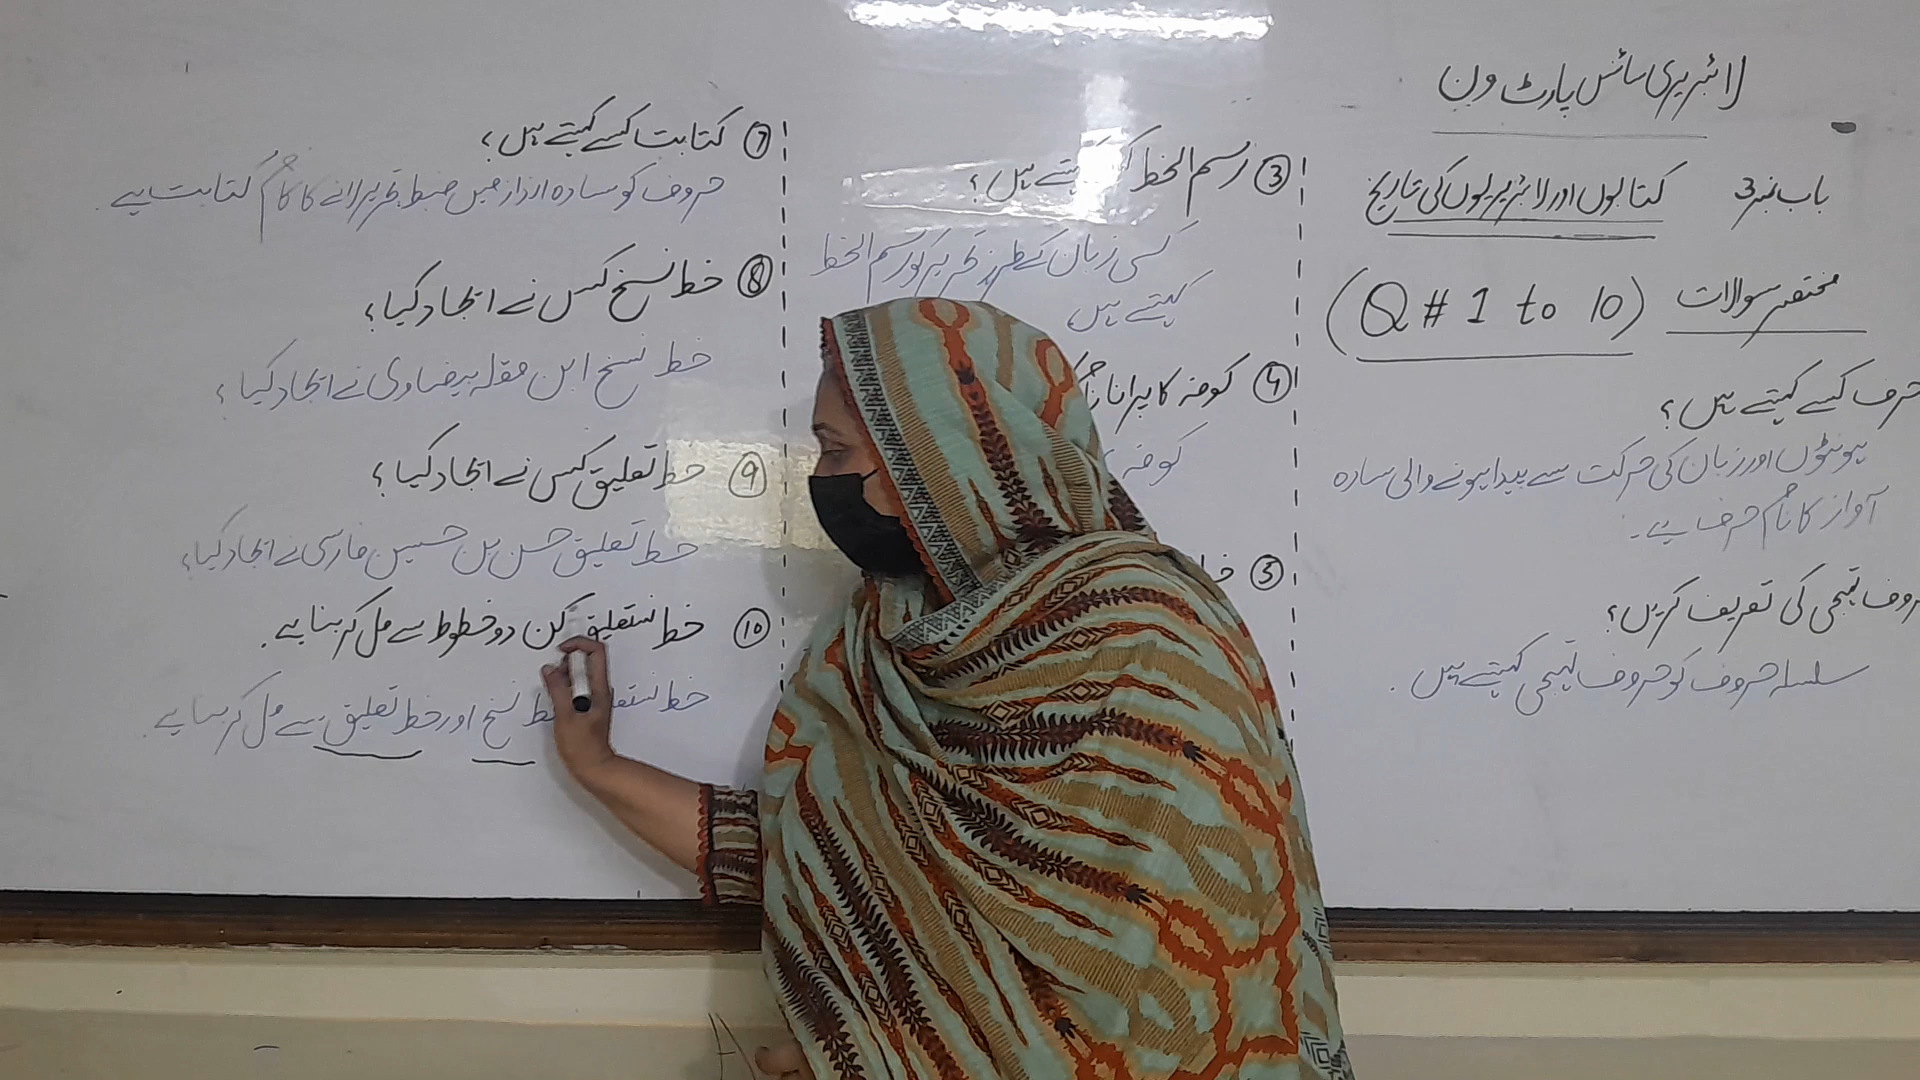 لائبریری سائنس پارٹ ون
باب نمبر 3 کتابوں اور لائبریریوں کی تاریخ
مختصر سوالات (Q # 1 to 10)
حرف کسے کہتے ہیں؟
ہونٹوں اور زبان کی حرکت سے پیدا ہونے والی سادہ
آواز کا نام حرف ہے۔
حروف تہجی کی تعریف کریں؟
سلسلہ حروف کو حروف تہجی کہتے ہیں۔
③ رسم الخط کسے کہتے ہیں؟
کسی زبان کے طرز تحریر کو رسم الخط
کہتے ہیں
④ کوفہ کا پرانا نام
کوفہ
⑤
⑦ کتابت کسے کہتے ہیں؟
حروف کو سادہ انداز میں ضبط تحریر لانے کا کام کتابت ہے۔
⑧ خط نسخ کس نے ایجاد کیا؟
خط نسخ ابن مقلہ بیضاوی نے ایجاد کیا؟
⑨ خط تعلیق کس نے ایجاد کیا؟
خط تعلیق حسن بن حسین فارسی نے ایجاد کیا؟
⑩ خط نستعلیق کن دو خطوط سے مل کر بنا ہے۔
خط نسخ اور خط تعلیق سے مل کر بنا ہے۔